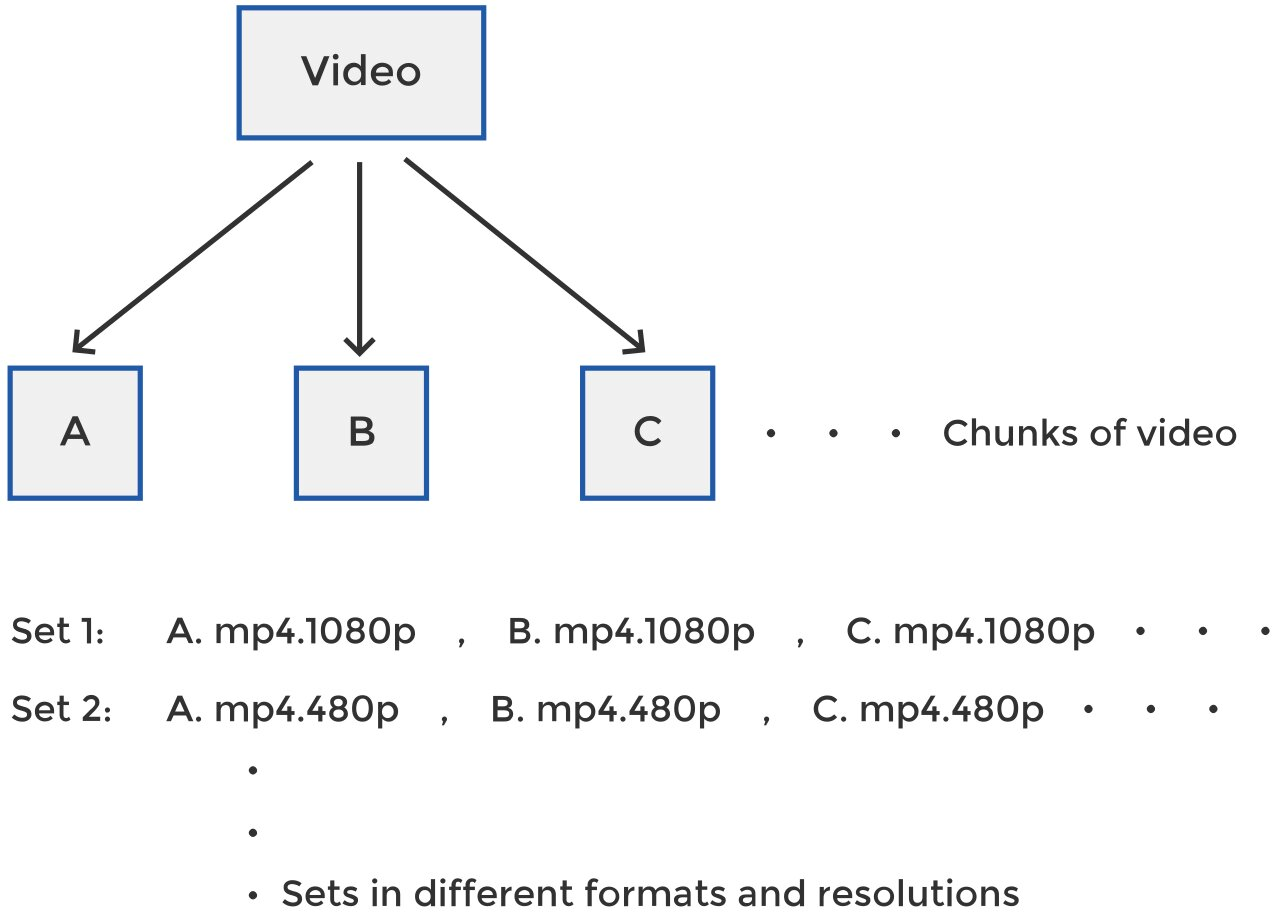 Video
A
B
C
• • • Chunks of video
Set 1: A. mp4.1080p , B. mp4.1080p , C. mp4.1080p • • •
Set 2: A. mp4.480p , B. mp4.480p , C. mp4.480p • • •
•
•
• Sets in different formats and resolutions